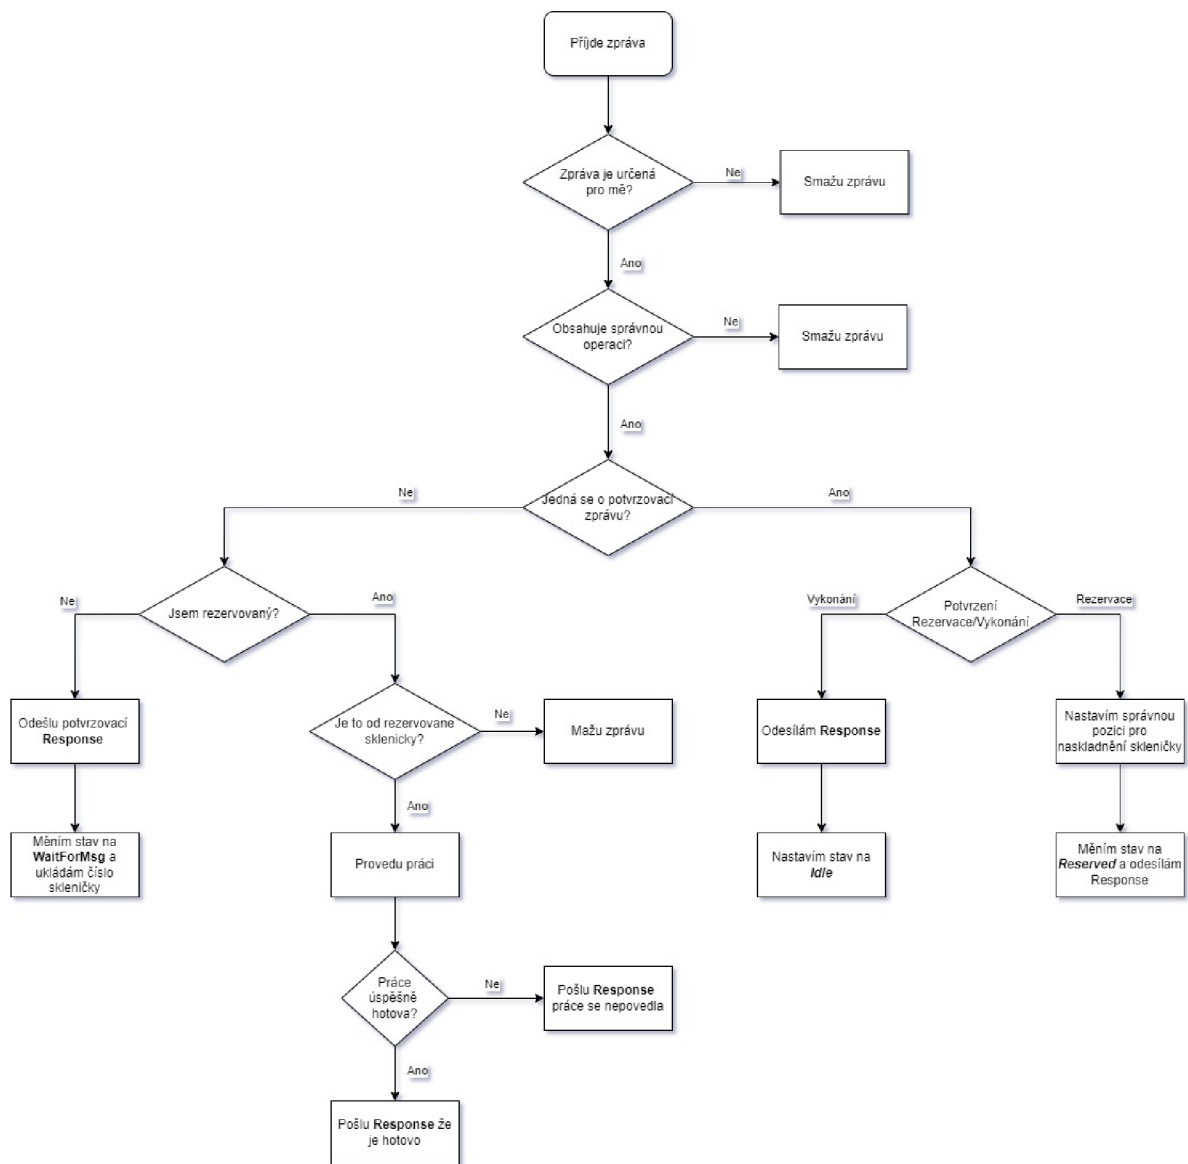 Příjde zpráva
Zpráva je určená
pro mě?
Ne
Smažu zprávu
Ano
Obsahuje správnou
operaci?
Ne
Smažu zprávu
Ano
Jedná se o potvrzovací
zprávu?
Ne
Ano
Jsem rezervovaný?
Ne
Ano
Potvrzení
Rezervace/Vykonání
Vykonání
Rezervace
Odešlu potvrzovací
Response
Je to od rezervovane
sklenicky?
Ne
Mažu zprávu
Odesílám Response
Nastavím správnou
pozici pro
naskladnění skleničky
Ano
Měním stav na
WaitForMsg a
ukládám číslo
skleničky
Provedu práci
Nastavím stav na
Idle
Měním stav na
Reserved a odesílám
Response
Práce
úspěšně
hotova?
Ne
Pošlu Response
práce se nepovedla
Ano
Pošlu Response že
je hotovo